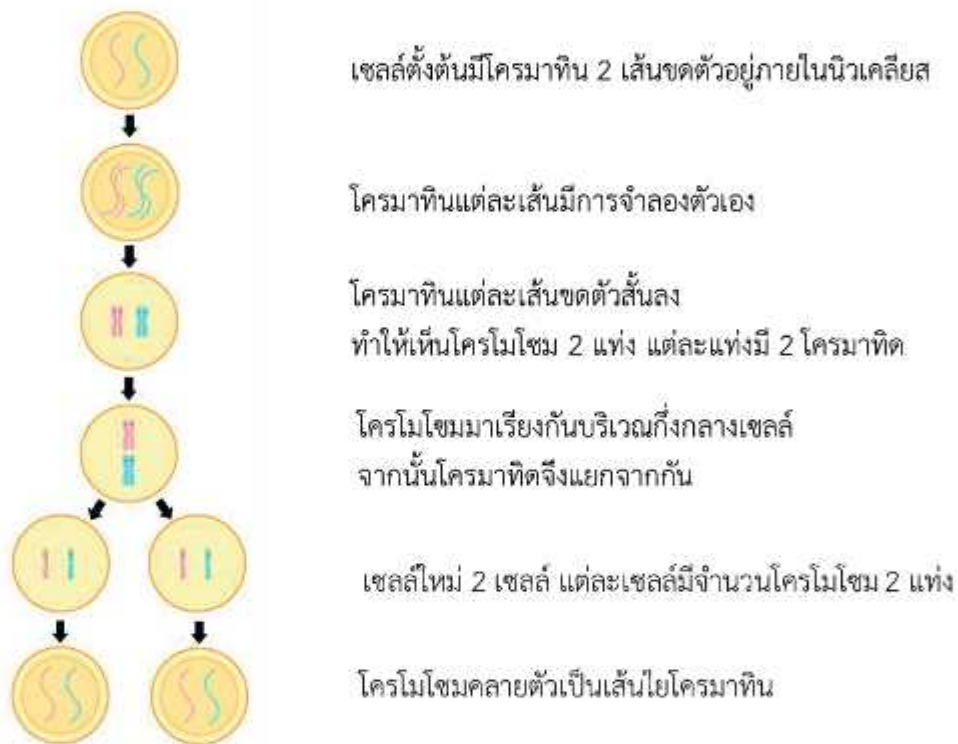 เซลล์ตั้งต้นมีโครมาทิน 2 เส้นขดตัวอยู่ภายในนิวเคลียส
โครมาทินแต่ละเส้นมีการจำลองตัวเอง
โครมาทินแต่ละเส้นขดตัวสั้นลง
ทำให้เห็นโครโมโซม 2 แท่ง แต่ละแท่งมี 2 โครมาทิด
โครโมโซมมาเรียงกันบริเวณกึ่งกลางเซลล์
จากนั้นโครมาทิดจึงแยกจากกัน
เซลล์ใหม่ 2 เซลล์ แต่ละเซลล์มีจำนวนโครโมโซม 2 แท่ง
โครโมโซมคลายตัวเป็นเส้นใยโครมาทิน